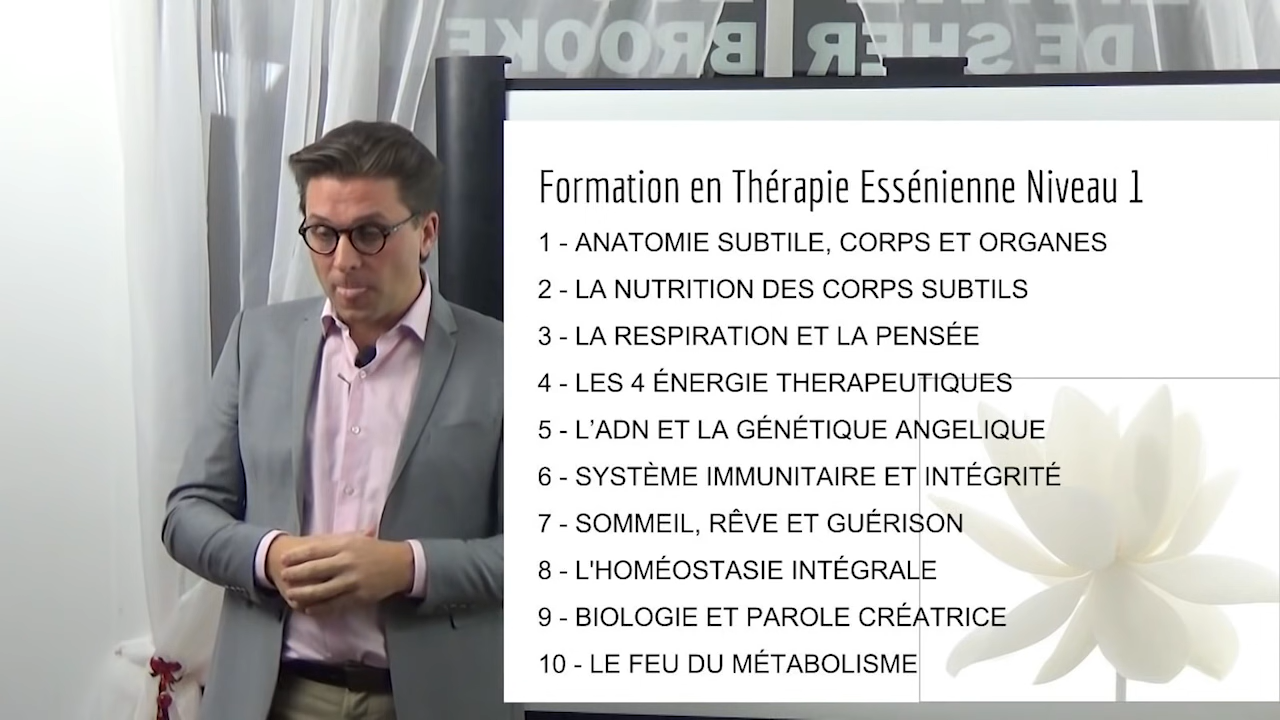 DE SHERBROOKE
Formation en Thérapie Essénienne Niveau 1
1 - ANATOMIE SUBTILE, CORPS ET ORGANES
2 - LA NUTRITION DES CORPS SUBTILS
3 - LA RESPIRATION ET LA PENSÉE
4 - LES 4 ÉNERGIE THERAPEUTIQUES
5 - L’ADN ET LA GÉNÉTIQUE ANGELIQUE
6 - SYSTÈME IMMUNITAIRE ET INTÉGRITÉ
7 - SOMMEIL, RÊVE ET GUÉRISON
8 - L'HOMÉOSTASIE INTÉGRALE
9 - BIOLOGIE ET PAROLE CRÉATRICE
10 - LE FEU DU MÉTABOLISME